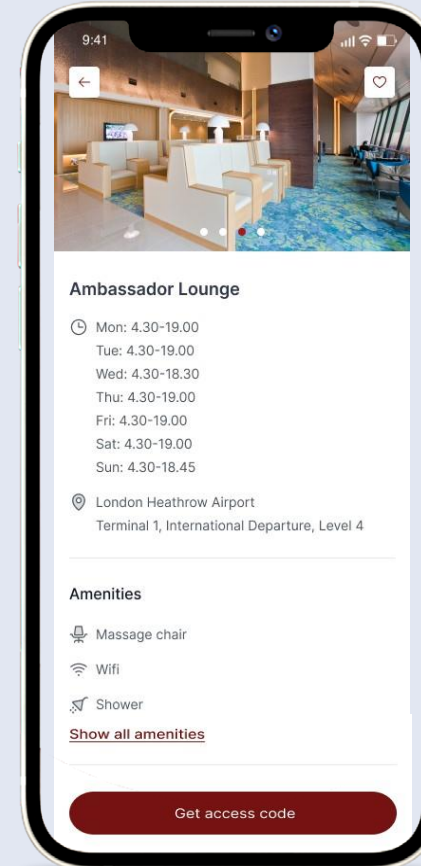 9:41
Ambassador Lounge
Mon: 4.30-19.00
Tue: 4.30-19.00
Wed: 4.30-18.30
Thu: 4.30-19.00
Fri: 4.30-19.00
Sat: 4.30-19.00
Sun: 4.30-18.45
London Heathrow Airport
Terminal 1, International Departure, Level 4
Amenities
Massage chair
Wifi
Shower
Show all amenities
Get access code